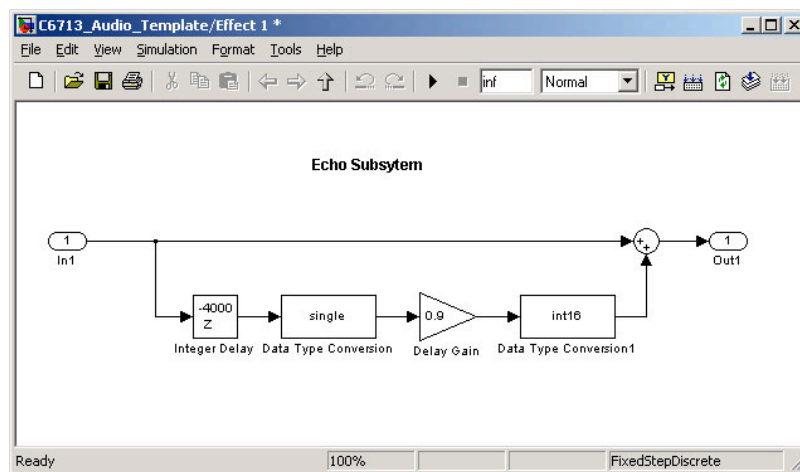 C6713_Audio_Template/Effect 1 *
File Edit View Simulation Format Tools Help
inf Normal
Echo Subsytem
1
In1
-4000
Z
Integer Delay
single
Data Type Conversion
0.9
Delay Gain
int16
Data Type Conversion1
+
+
1
Out1
Ready 100% FixedStepDiscrete